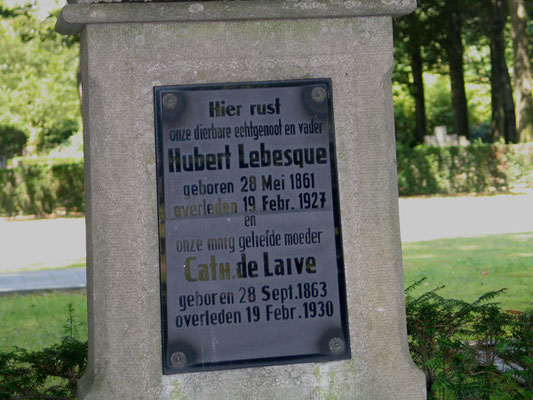 Hier rust
onze dierbare echtgenoot en vader
Hubert Lebesque
geboren 28 Mei 1861
overleden 19 Febr. 1927
en
onze innig geliefde moeder
Cath. de Laive
geboren 28 Sept. 1863
overleden 19 Febr. 1930